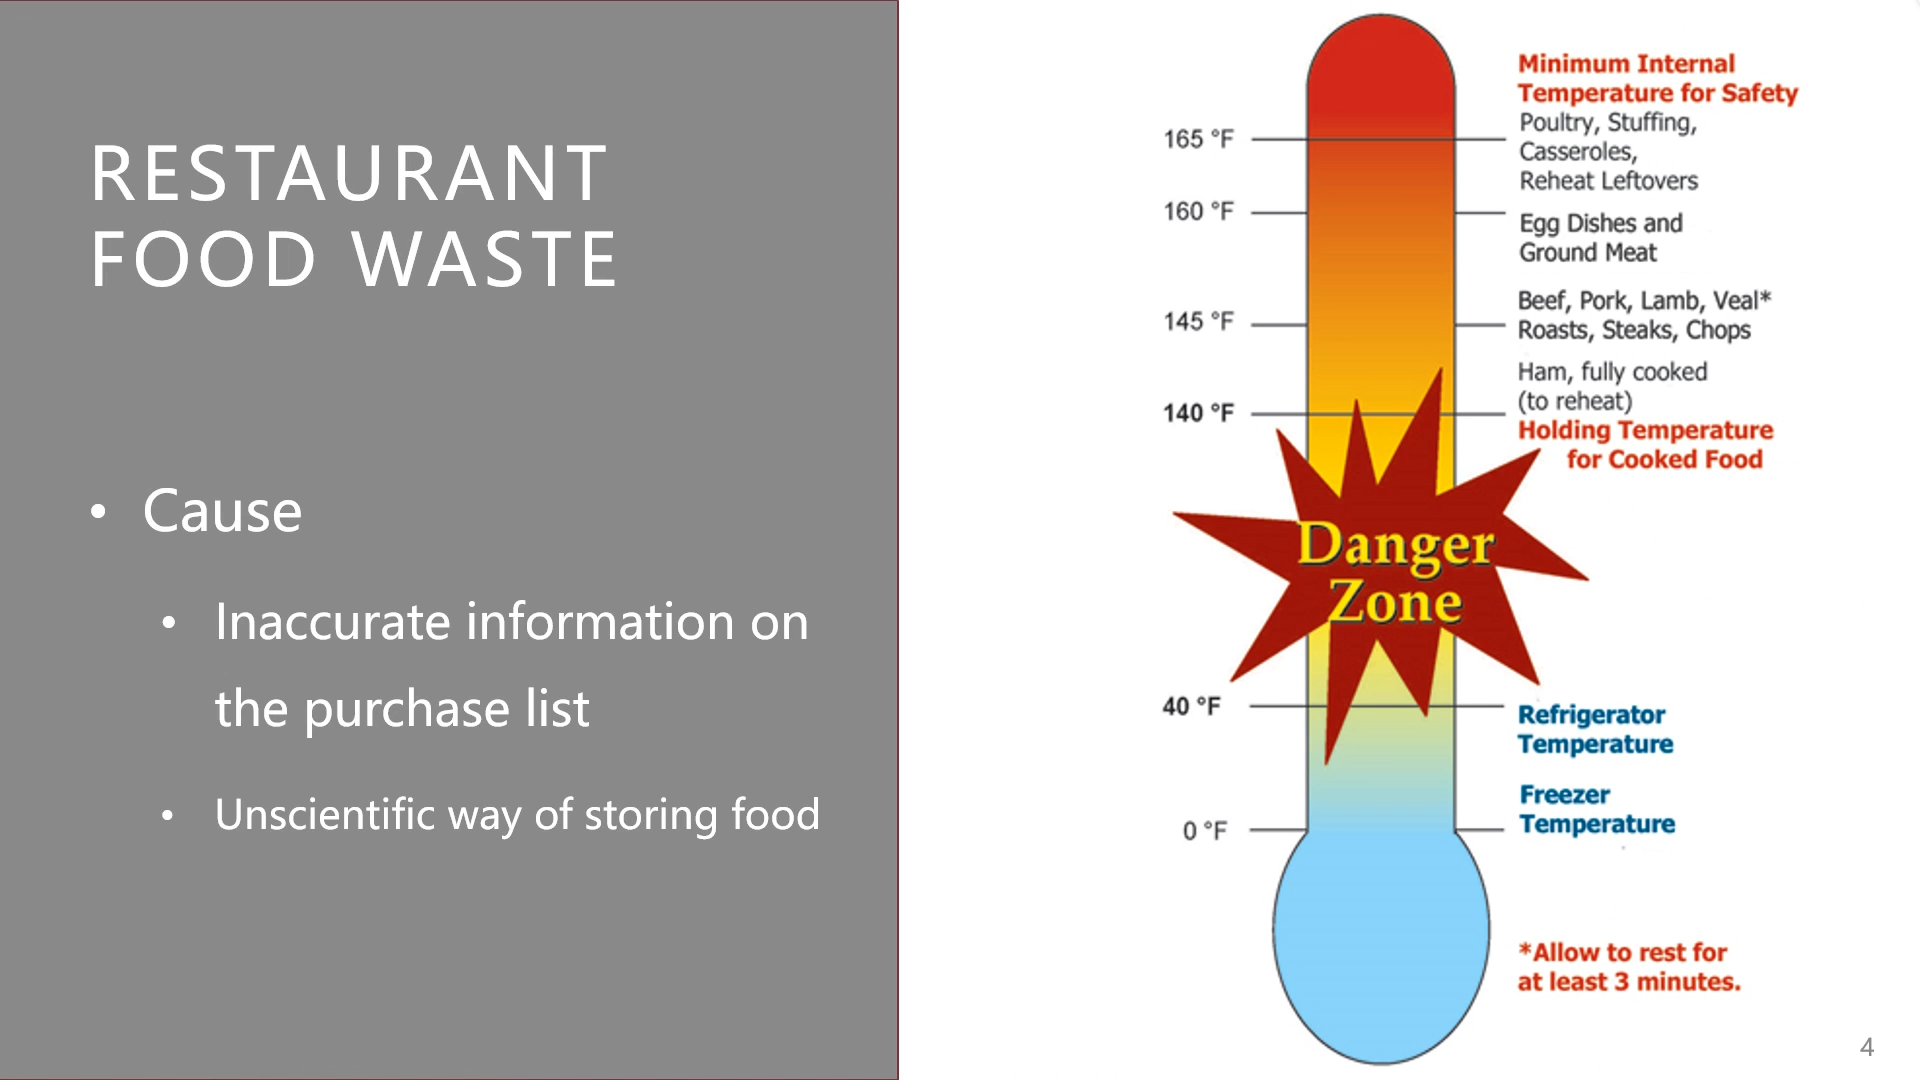 RESTAURANT
FOOD WASTE
• Cause
• Inaccurate information on
the purchase list
• Unscientific way of storing food
Minimum Internal
Temperature for Safety
165 °F
Poultry, Stuffing,
Casseroles,
Reheat Leftovers
160 °F
Egg Dishes and
Ground Meat
145 °F
Beef, Pork, Lamb, Veal*
Roasts, Steaks, Chops
140 °F
Ham, fully cooked
(to reheat)
Holding Temperature
for Cooked Food
Danger
Zone
40 °F
Refrigerator
Temperature
0 °F
Freezer
Temperature
*Allow to rest for
at least 3 minutes.
4